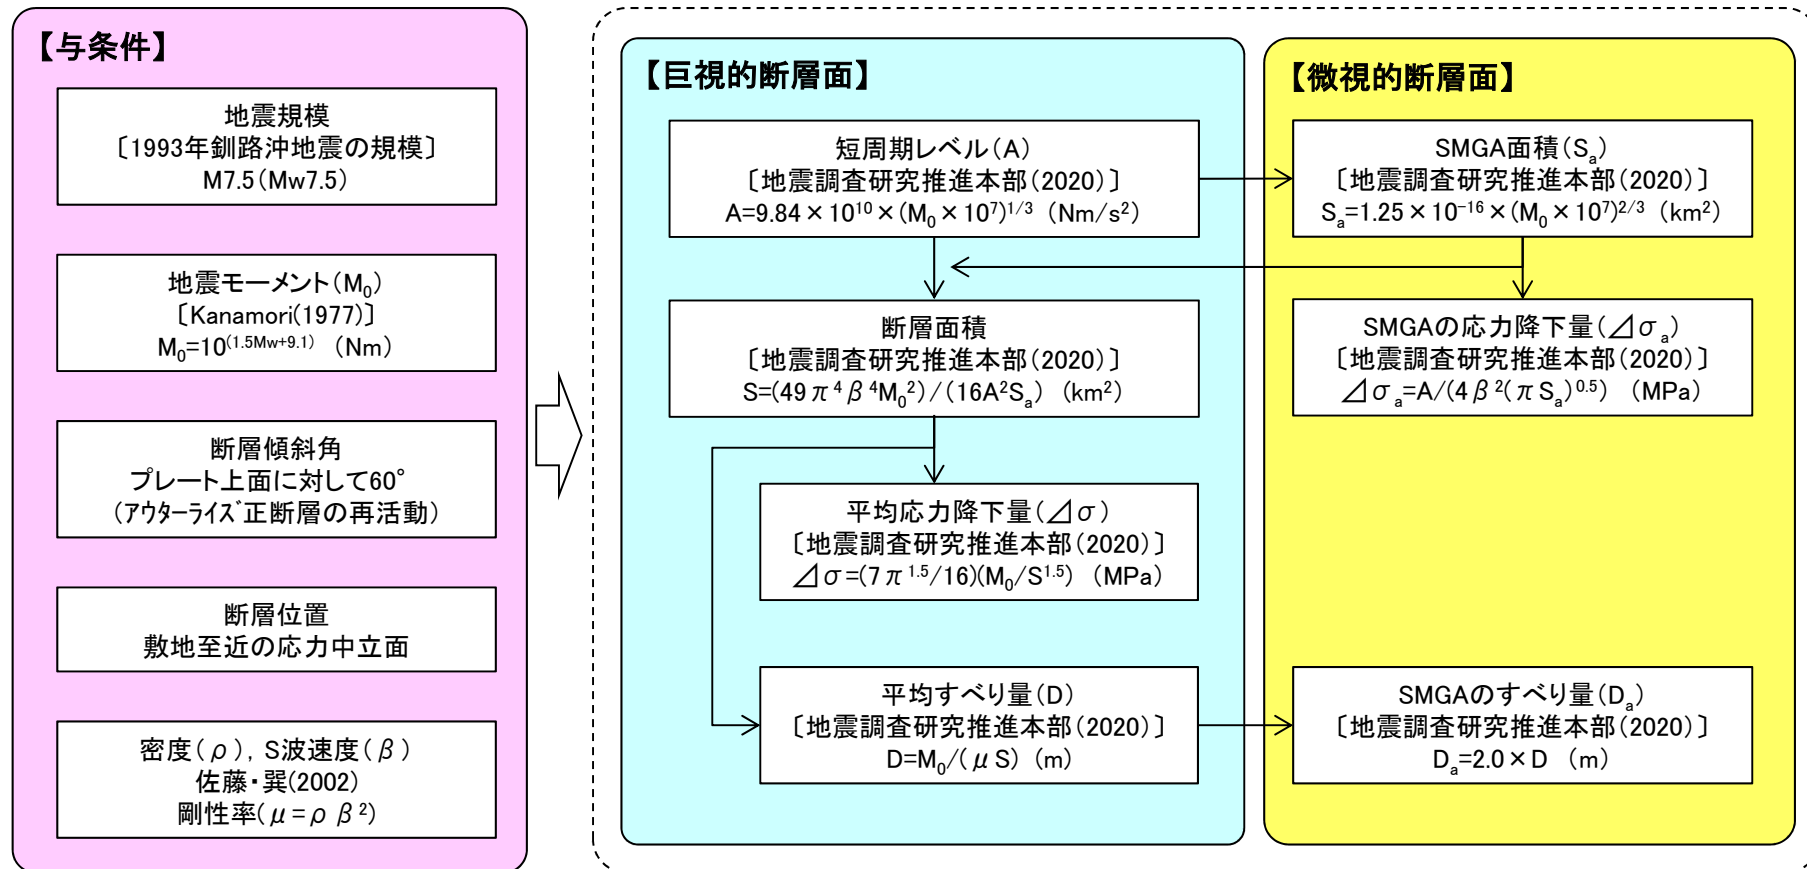 【与条件】
地震規模
〔1993年釧路沖地震の規模〕
M7.5(Mw7.5)
地震モーメント(M₀)
〔Kanamori(1977)〕
M₀=10⁽¹·⁵ᴹʷ⁺⁹·¹⁾ (Nm)
断層傾斜角
プレート上面に対して60°
(アウターライズ正断層の再活動)
断層位置
敷地至近の応力中立面
密度(ρ), S波速度(β)
佐藤・巽(2002)
剛性率(μ=ρβ²)
【巨視的断層面】
短周期レベル(A)
〔地震調査研究推進本部(2020)〕
A=9.84×10¹⁰×(M₀×10⁷)¹/³ (Nm/s²)
断層面積
〔地震調査研究推進本部(2020)〕
S=(49π⁴β⁴M₀²)/(16A²Sₐ) (km²)
平均応力降下量(⊿σ)
〔地震調査研究推進本部(2020)〕
⊿σ=(7π¹·⁵/16)(M₀/S¹·⁵) (MPa)
平均すべり量(D)
〔地震調査研究推進本部(2020)〕
D=M₀/(μS) (m)
【微視的断層面】
SMGA面積(Sₐ)
〔地震調査研究推進本部(2020)〕
Sₐ=1.25×10⁻¹⁶×(M₀×10⁷)²/³ (km²)
SMGAの応力降下量(⊿σₐ)
〔地震調査研究推進本部(2020)〕
⊿σₐ=A/(4β²(πSₐ)⁰·⁵) (MPa)
SMGAのすべり量(Dₐ)
〔地震調査研究推進本部(2020)〕
Dₐ=2.0×D (m)